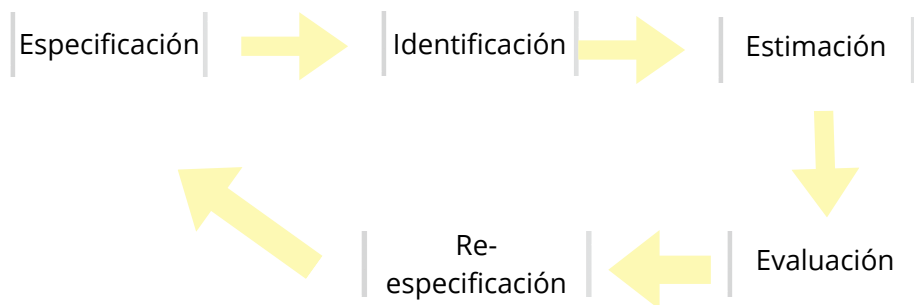 Especificación
Identificación
Estimación
Evaluación
Re-
especificación